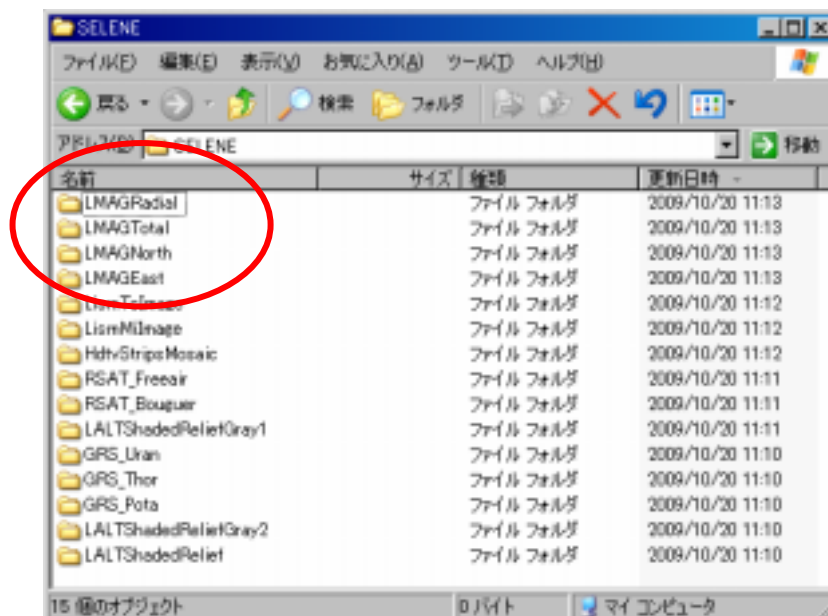 SELENE
ファイル(F) 編集(E) 表示(V) お気に入り(A) ツール(T) ヘルプ(H)
戻る 検索 フォルダ
アドレス(D) SELENE 移動
名前 サイズ 種類 更新日時
LMAGRadial ファイル フォルダ 2009/10/20 11:13
LMAGTotal ファイル フォルダ 2009/10/20 11:13
LMAGNorth ファイル フォルダ 2009/10/20 11:13
LMAGEast ファイル フォルダ 2009/10/20 11:13
LismTcImage ファイル フォルダ 2009/10/20 11:12
LismMiImage ファイル フォルダ 2009/10/20 11:12
HdtvStripsMosaic ファイル フォルダ 2009/10/20 11:12
RSAT_Freeair ファイル フォルダ 2009/10/20 11:11
RSAT_Bouguer ファイル フォルダ 2009/10/20 11:11
LALTShadedReliefGray1 ファイル フォルダ 2009/10/20 11:11
GRS_Uran ファイル フォルダ 2009/10/20 11:10
GRS_Thor ファイル フォルダ 2009/10/20 11:10
GRS_Pota ファイル フォルダ 2009/10/20 11:10
LALTShadedReliefGray2 ファイル フォルダ 2009/10/20 11:10
LALTShadedRelief ファイル フォルダ 2009/10/20 11:10
15 個のオブジェクト 0 バイト マイ コンピュータ